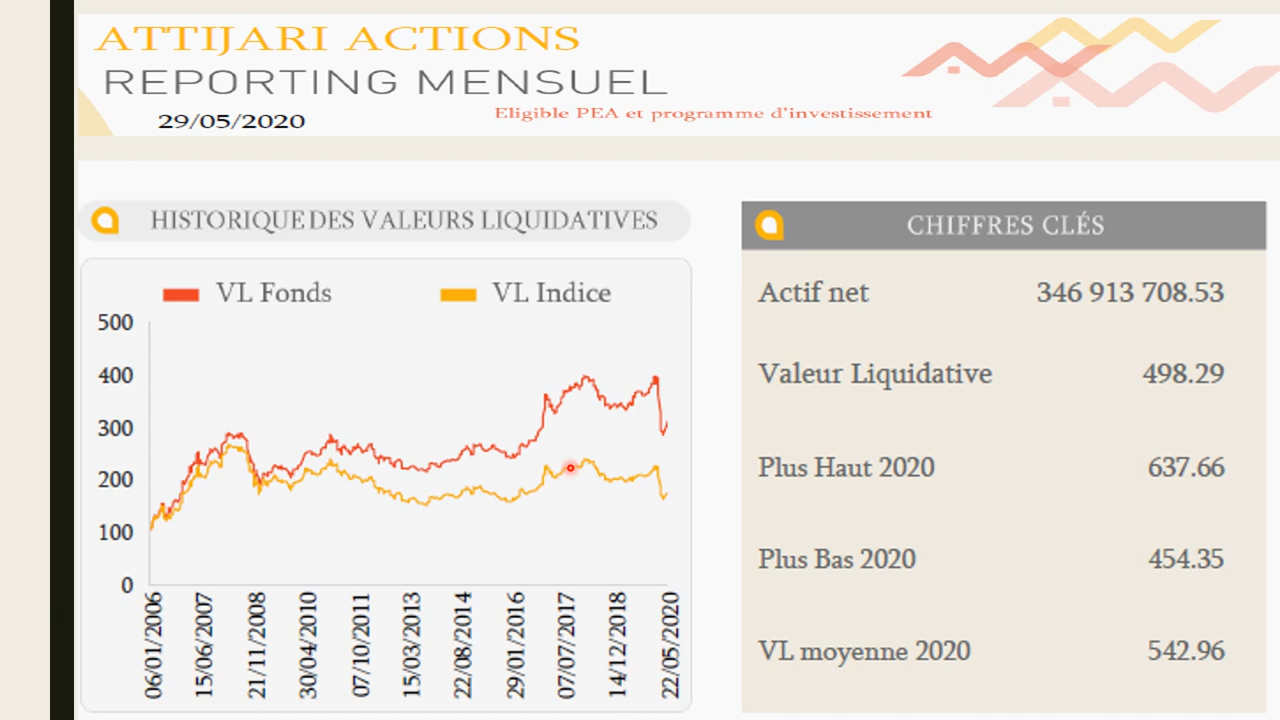 ATTIJARI ACTIONS
REPORTING MENSUEL
29/05/2020
Eligible PEA et programme d'investissement
HISTORIQUE DES VALEURS LIQUIDATIVES
VL Fonds
VL Indice
500
400
300
200
100
0
06/01/2006
15/06/2007
21/11/2008
30/04/2010
07/10/2011
15/03/2013
22/08/2014
29/01/2016
07/07/2017
14/12/2018
22/05/2020
CHIFFRES CLÉS
Actif net 346 913 708.53
Valeur Liquidative 498.29
Plus Haut 2020 637.66
Plus Bas 2020 454.35
VL moyenne 2020 542.96